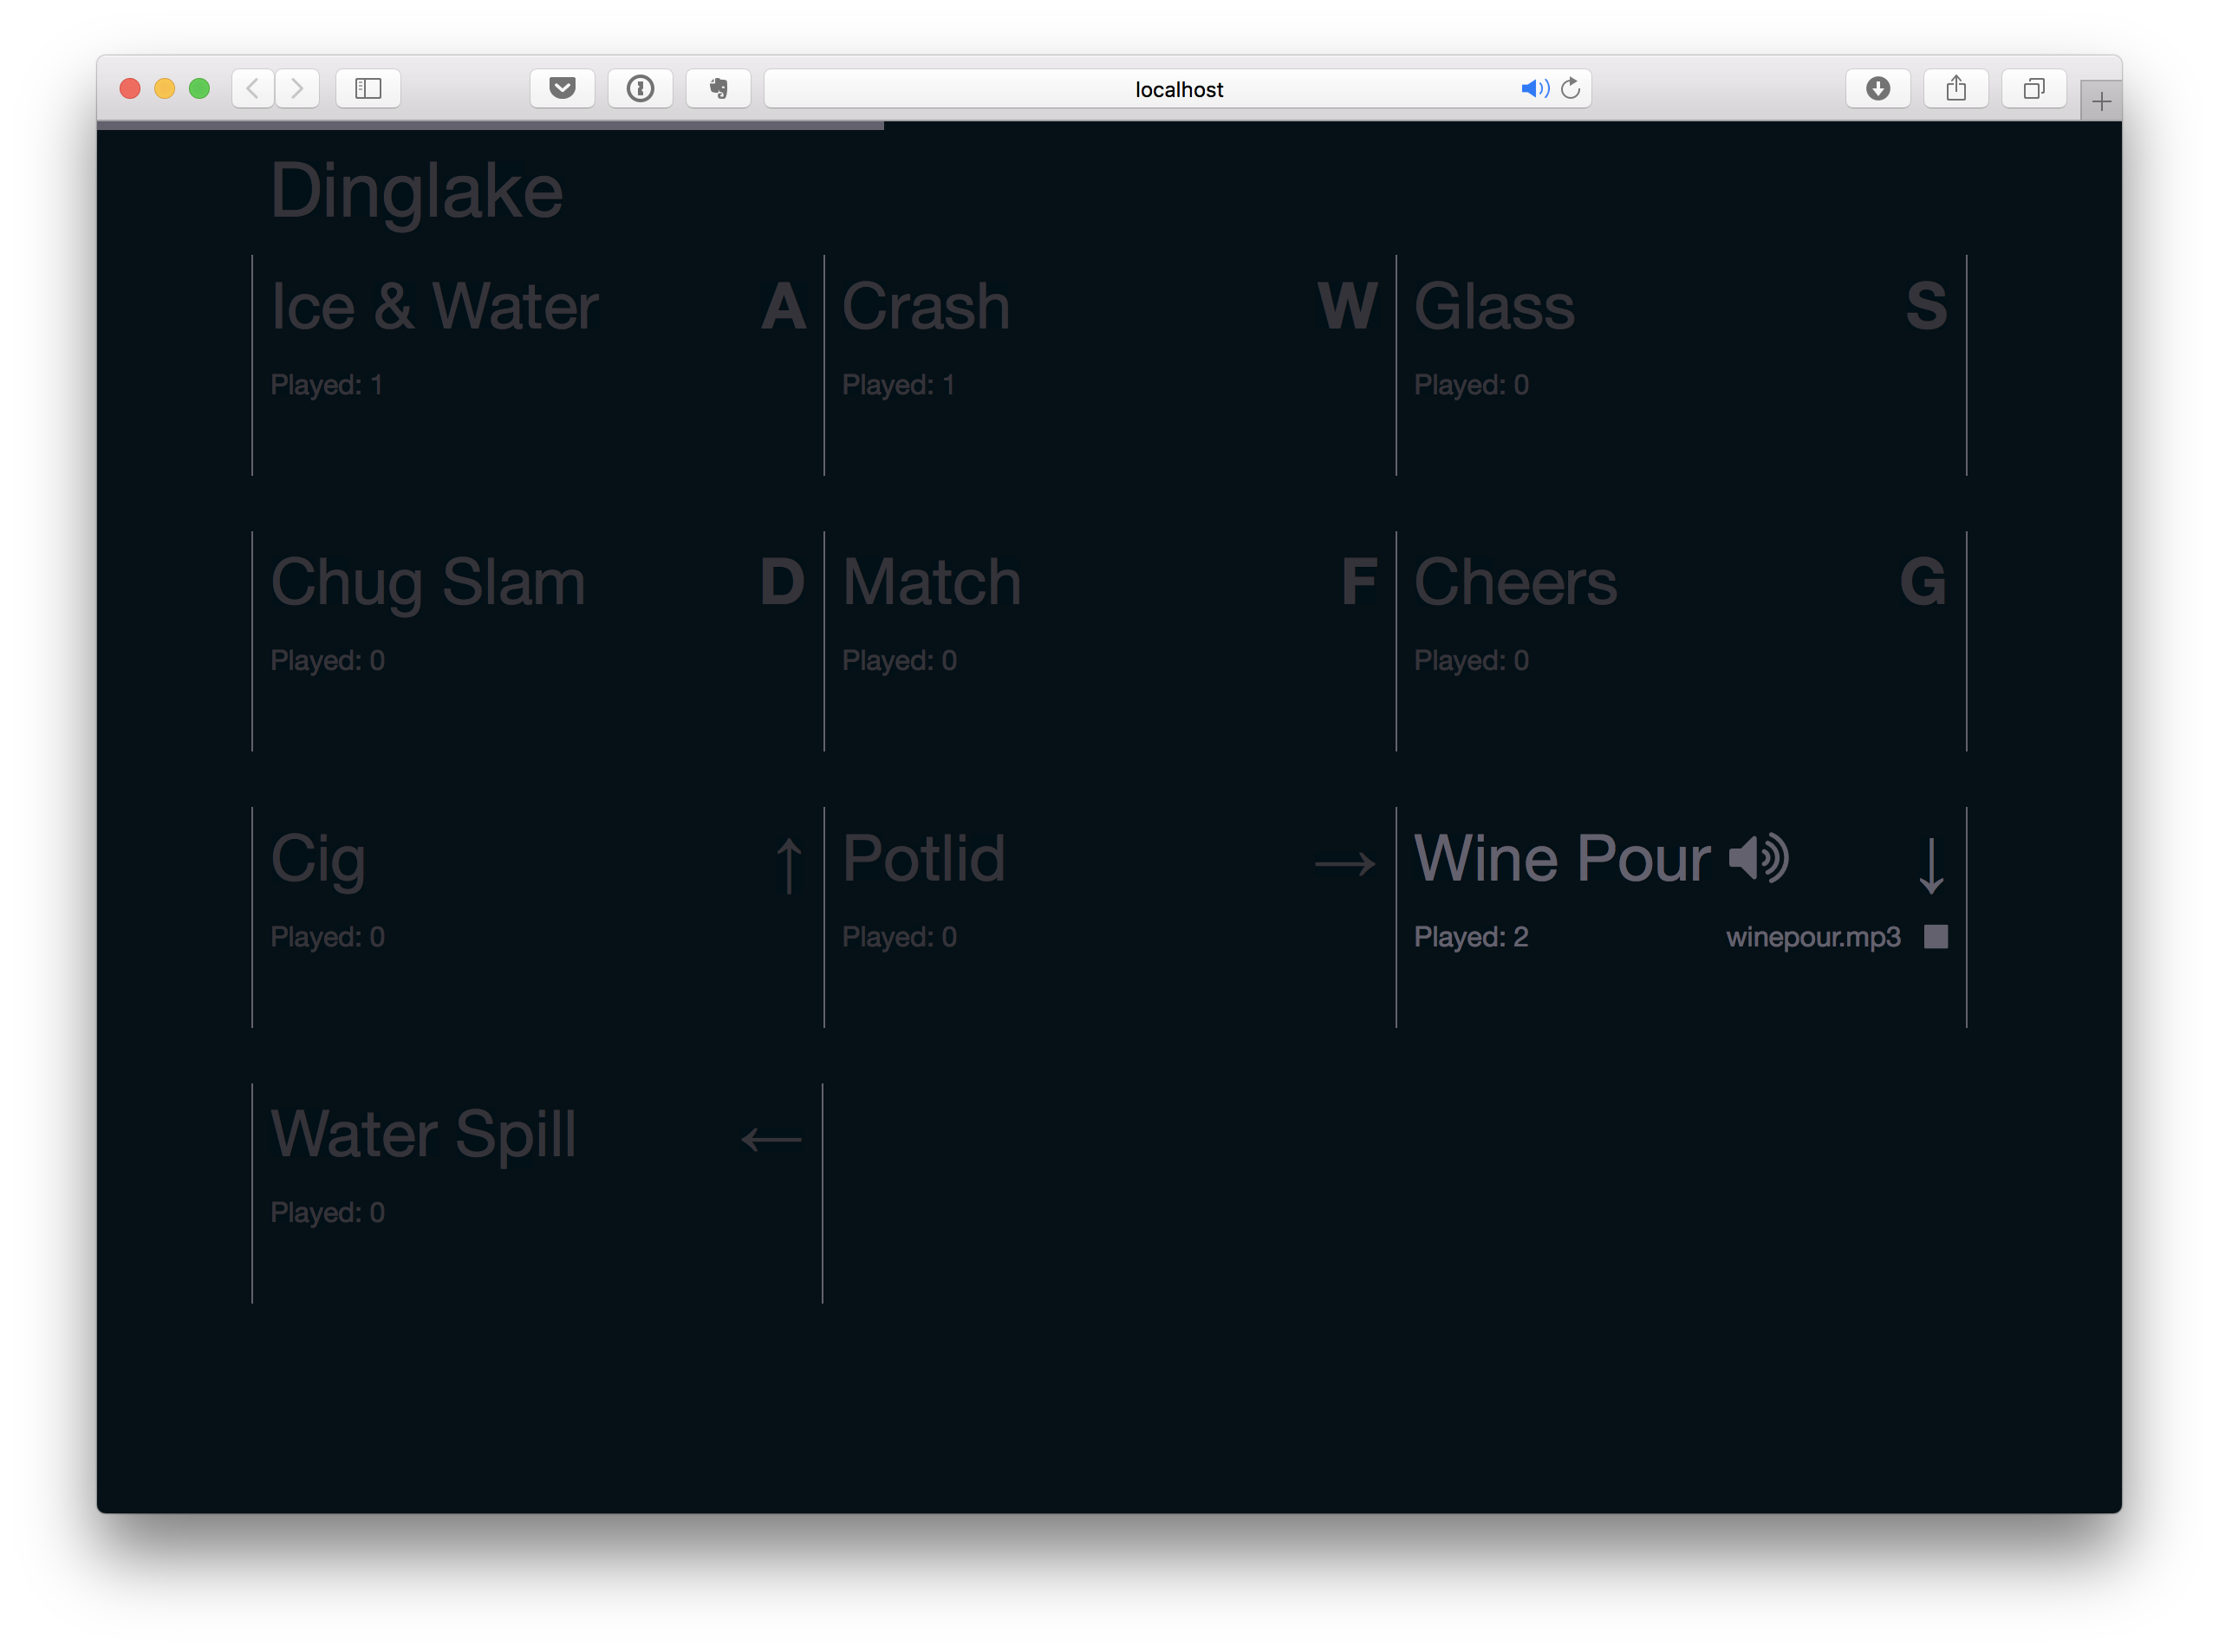 localhost
Dinglake
Ice & Water A
Played: 1
Crash W
Played: 1
Glass S
Played: 0
Chug Slam D
Played: 0
Match F
Played: 0
Cheers G
Played: 0
Cig ↑
Played: 0
Potlid →
Played: 0
Wine Pour ↓
Played: 2 winepour.mp3
Water Spill ←
Played: 0